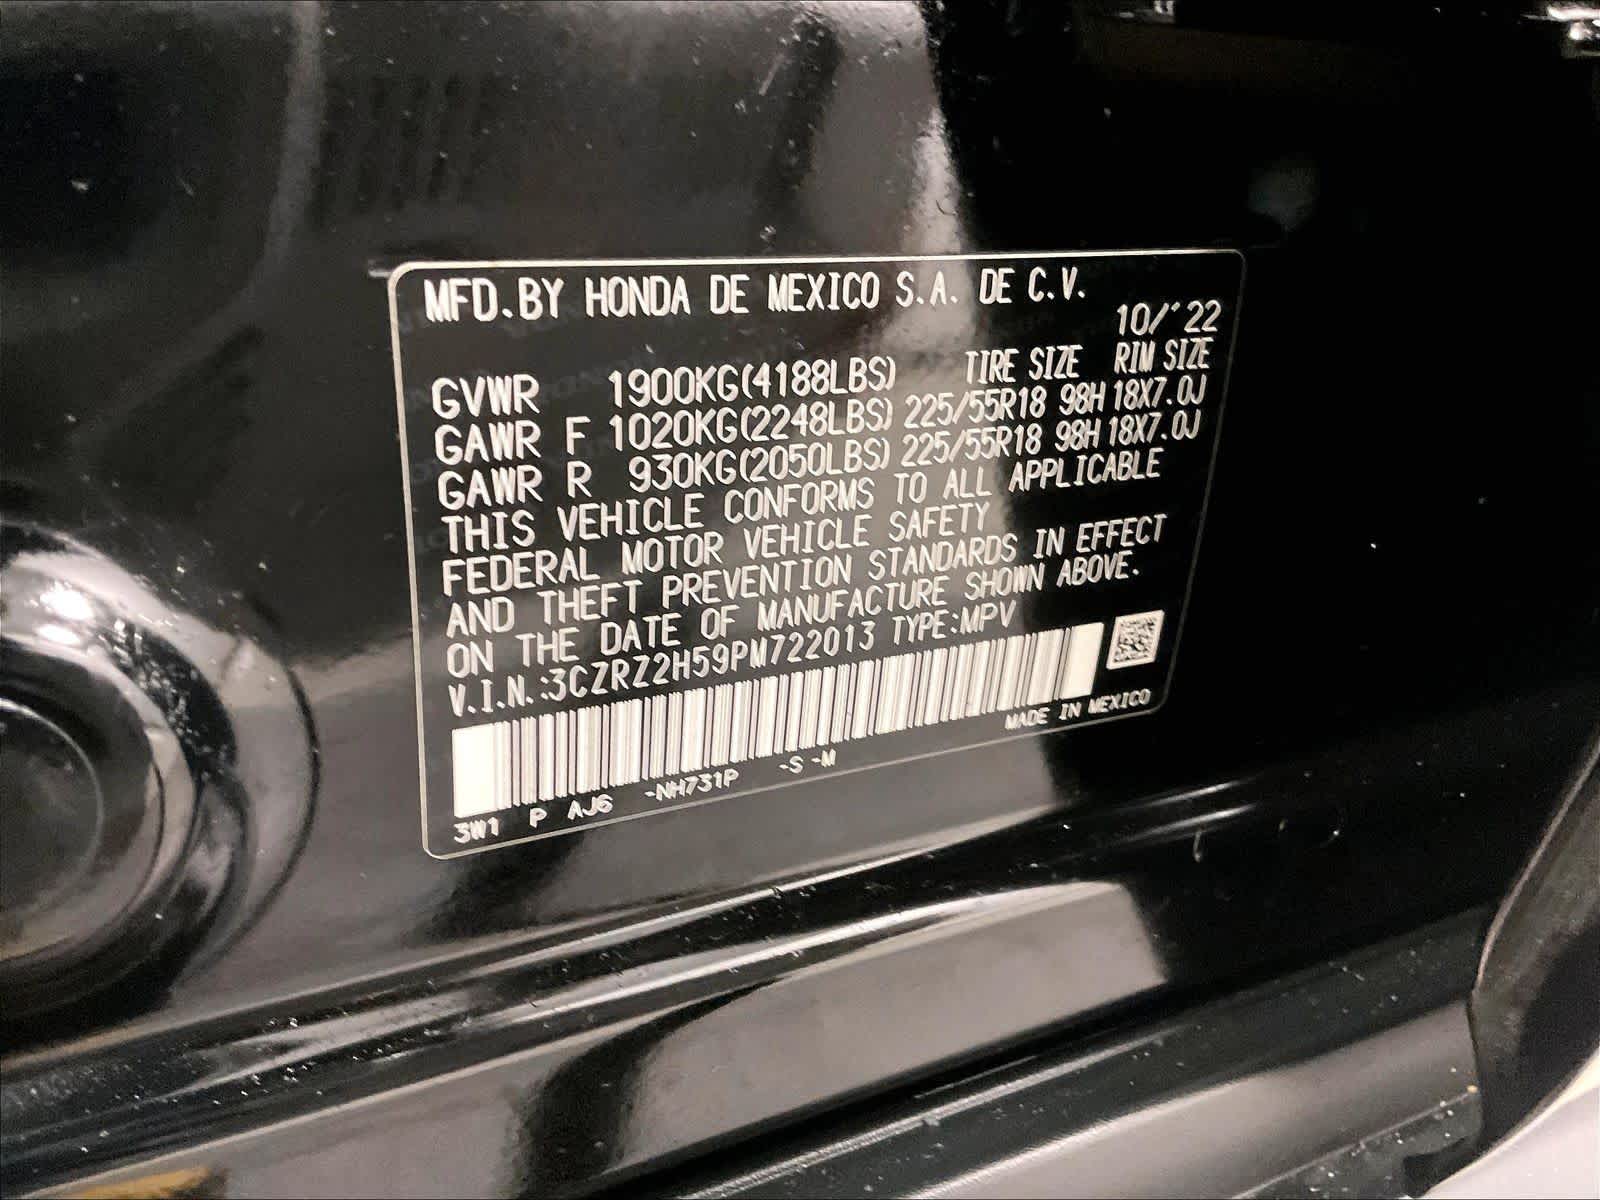 MFD.BY HONDA DE MEXICO S.A. DE C.V.
10/'22
TIRE SIZE RIM SIZE
GVWR 1900KG(4188LBS)
GAWR F 1020KG(2248LBS) 225/55R18 98H 18X7.0J
GAWR R 930KG(2050LBS) 225/55R18 98H 18X7.0J
THIS VEHICLE CONFORMS TO ALL APPLICABLE
FEDERAL MOTOR VEHICLE SAFETY
AND THEFT PREVENTION STANDARDS IN EFFECT
ON THE DATE OF MANUFACTURE SHOWN ABOVE.
V.I.N.:3CZRZ2H59PM722013 TYPE:MPV
MADE IN MEXICO
3W1 P AJ6 -NH731P -S -M